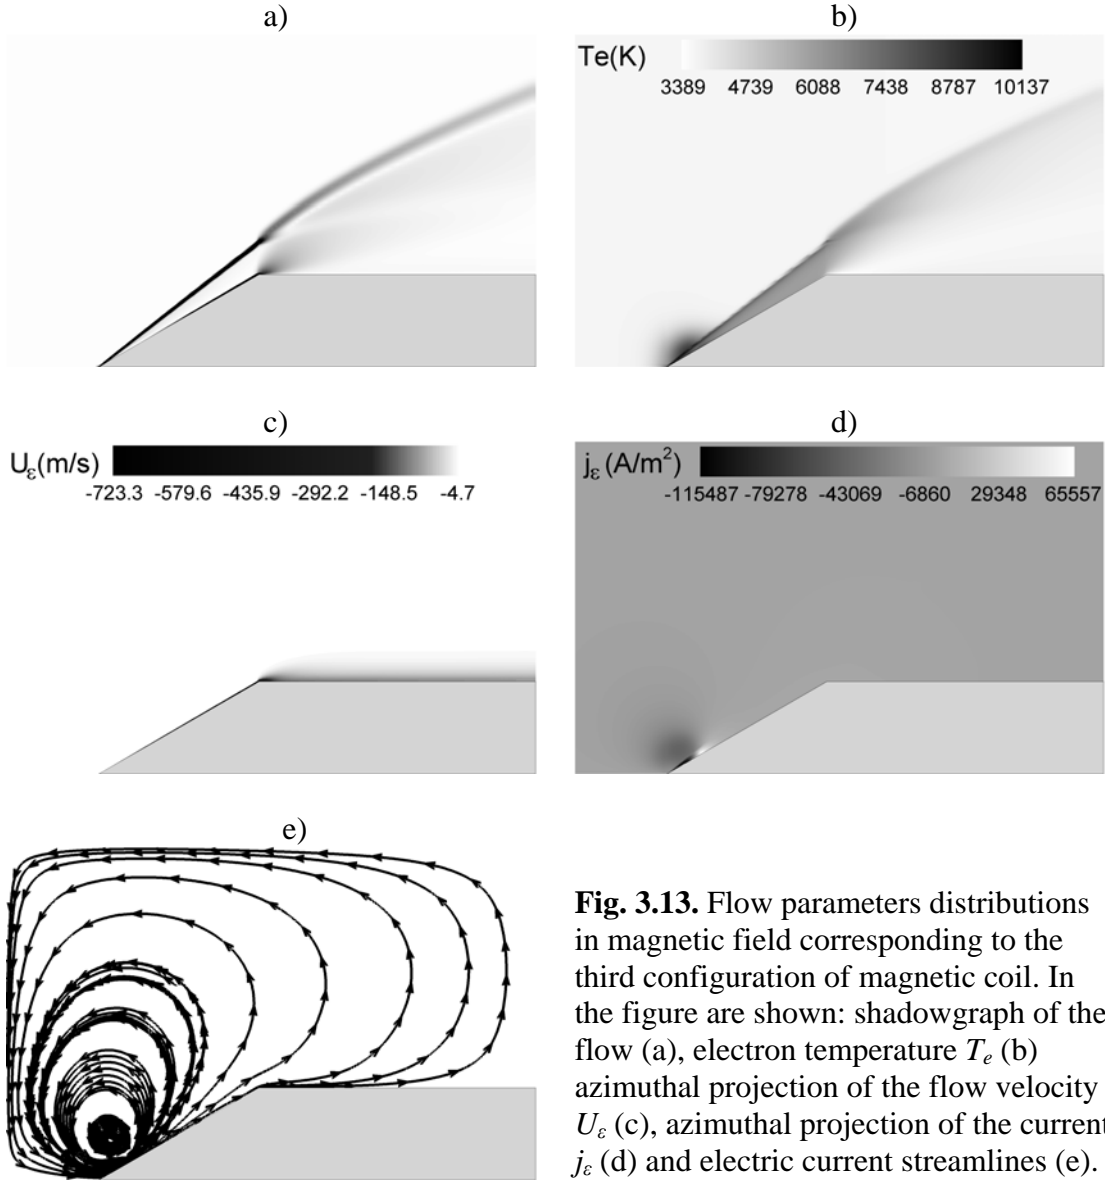 a)
b)
Te(K)
3389 4739 6088 7438 8787 10137
c)
d)
Uε(m/s)
-723.3 -579.6 -435.9 -292.2 -148.5 -4.7
jε (A/m²)
-115487 -79278 -43069 -6860 29348 65557
e)
Fig. 3.13. Flow parameters distributions
in magnetic field corresponding to the
third configuration of magnetic coil. In
the figure are shown: shadowgraph of the
flow (a), electron temperature Te (b)
azimuthal projection of the flow velocity
Uε (c), azimuthal projection of the current
jε (d) and electric current streamlines (e).